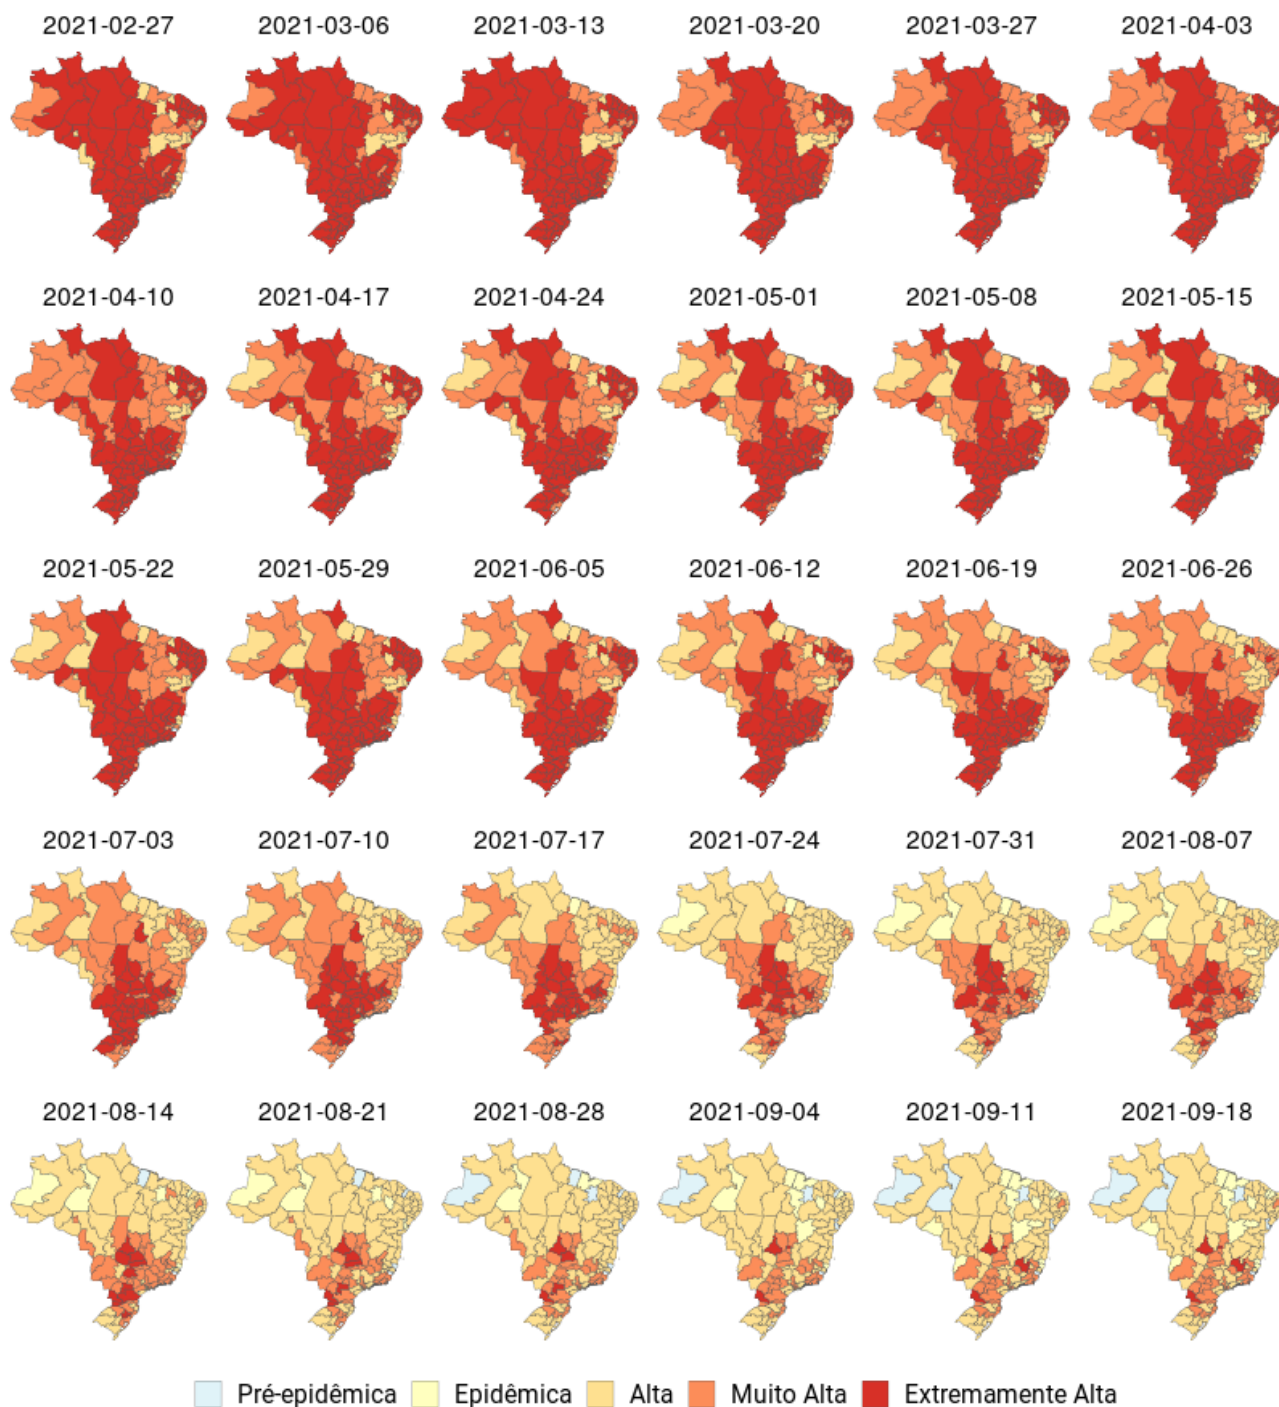 2021-02-27 2021-03-06 2021-03-13 2021-03-20 2021-03-27 2021-04-03
2021-04-10 2021-04-17 2021-04-24 2021-05-01 2021-05-08 2021-05-15
2021-05-22 2021-05-29 2021-06-05 2021-06-12 2021-06-19 2021-06-26
2021-07-03 2021-07-10 2021-07-17 2021-07-24 2021-07-31 2021-08-07
2021-08-14 2021-08-21 2021-08-28 2021-09-04 2021-09-11 2021-09-18
Pré-epidêmica Epidêmica Alta Muito Alta Extremamente Alta